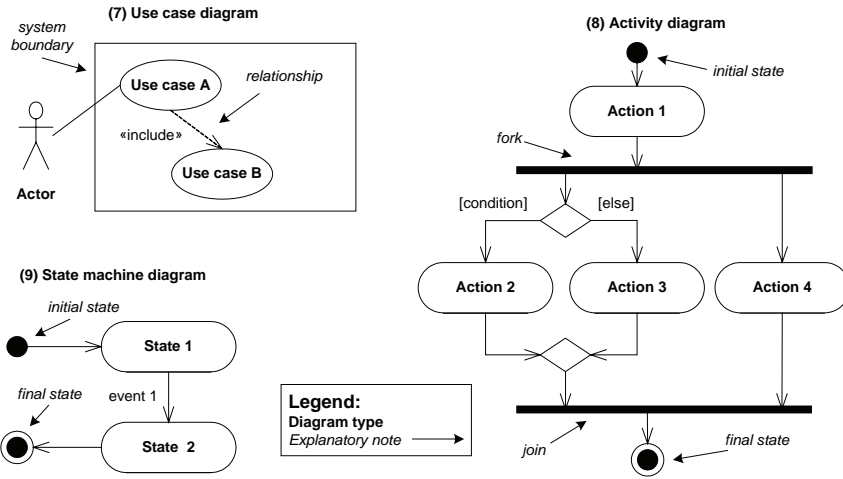 (7) Use case diagram
system
boundary
Use case A
relationship
«include»
Use case B
Actor
(8) Activity diagram
initial state
Action 1
fork
[condition]
[else]
Action 2
Action 3
Action 4
join
final state
(9) State machine diagram
initial state
State 1
event 1
final state
State 2
Legend:
Diagram type
Explanatory note